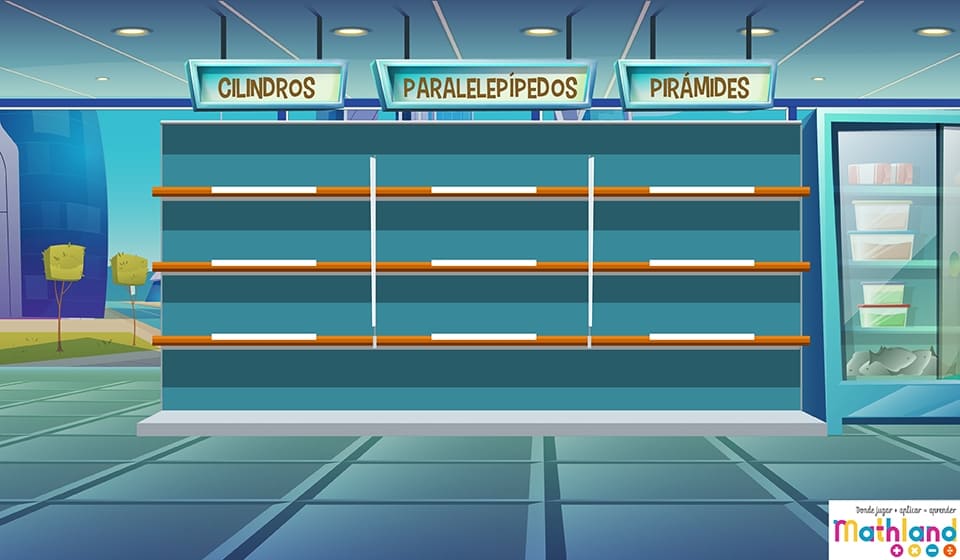 CILINDROS
PARALELEPÍPEDOS
PIRÁMIDES
Donde jugar + aplicar = aprender
Mathland